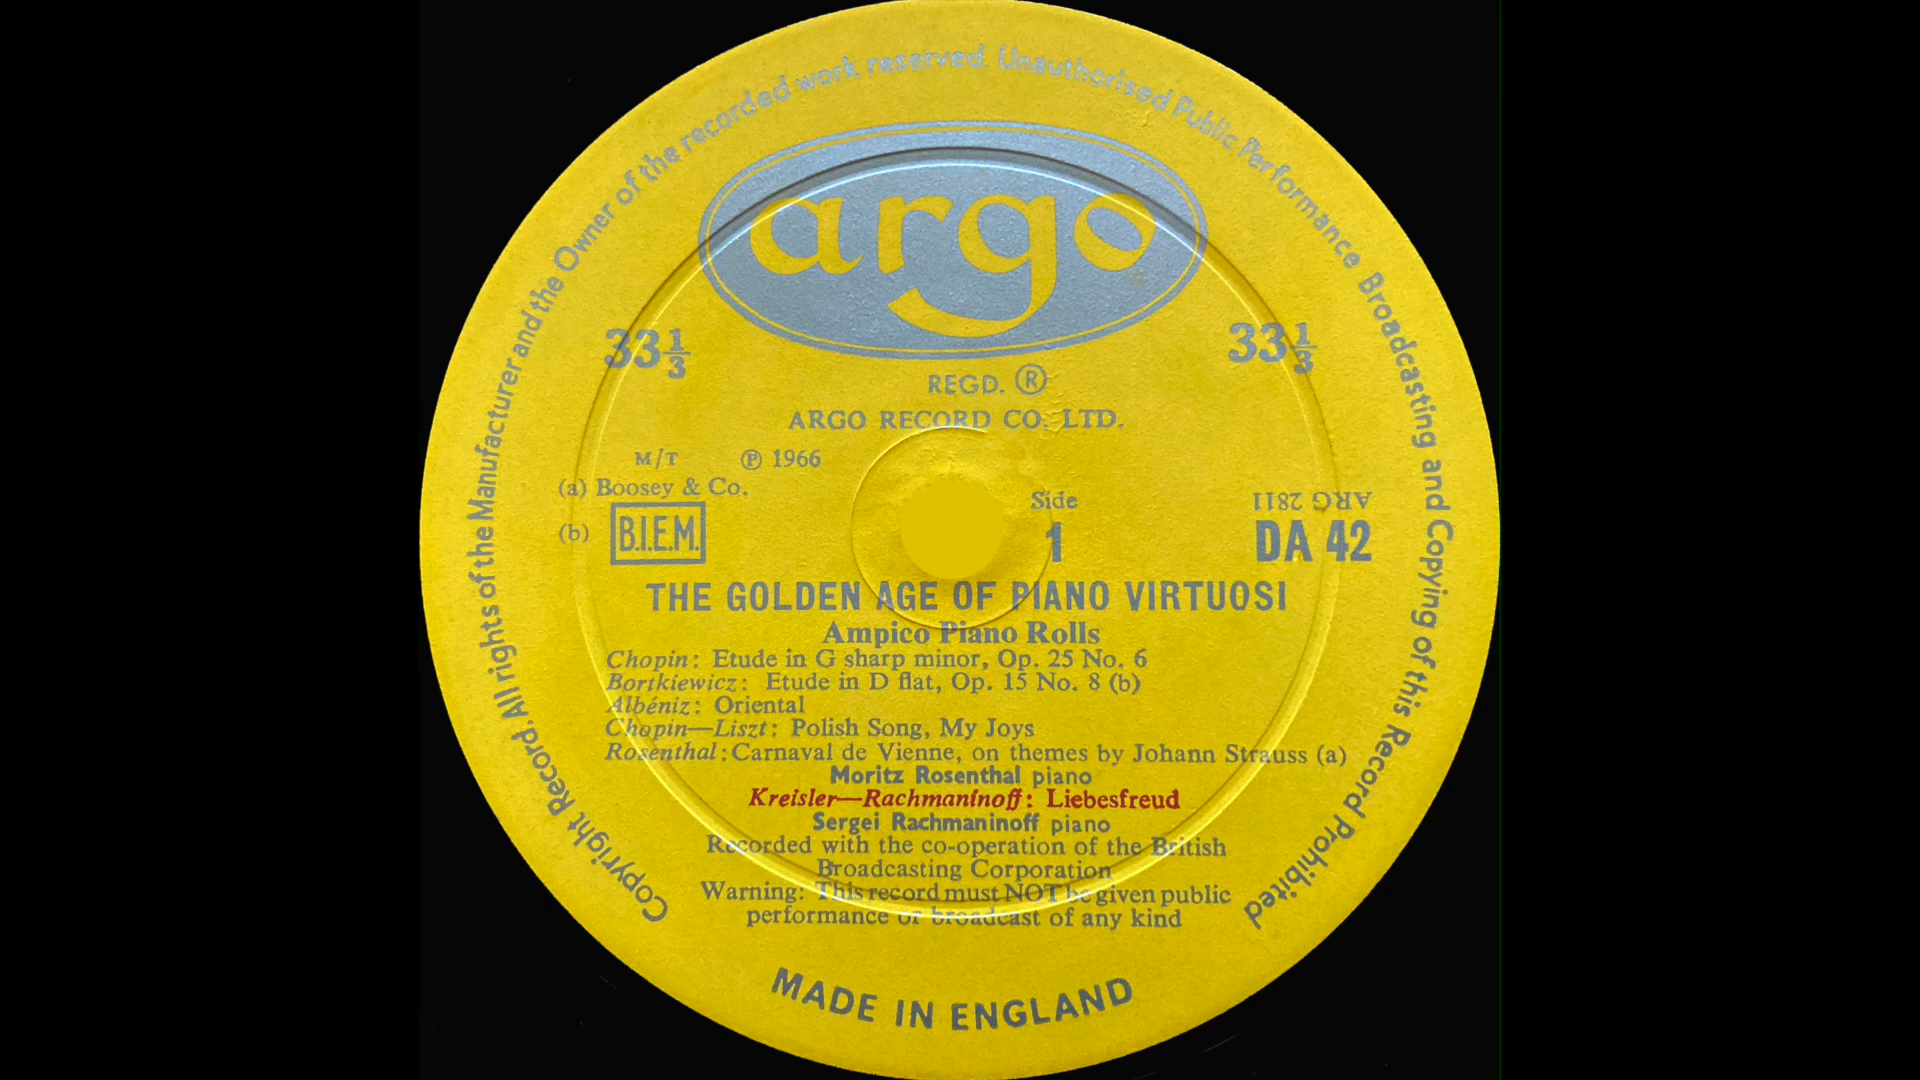 Copyright Record. All rights of the Manufacturer and the Owner of the recorded work reserved. Unauthorised Public Performance Broadcasting and Copying of this Record Prohibited
argo
33⅓
33⅓
REGD. ®
ARGO RECORD CO. LTD.
M/T ℗ 1966
(a) Boosey & Co.
(b) B.I.E.M.
Side
1
ARG 2811
DA 42
THE GOLDEN AGE OF PIANO VIRTUOSI
Ampico Piano Rolls
Chopin: Etude in G sharp minor, Op. 25 No. 6
Bortkiewicz: Etude in D flat, Op. 15 No. 8 (b)
Albéniz: Oriental
Chopin—Liszt: Polish Song, My Joys
Rosenthal: Carnaval de Vienne, on themes by Johann Strauss (a)
Moritz Rosenthal piano
Kreisler—Rachmaninoff: Liebesfreud
Sergei Rachmaninoff piano
Recorded with the co-operation of the British
Broadcasting Corporation
Warning: This record must NOT be given public
performance or broadcast of any kind
MADE IN ENGLAND